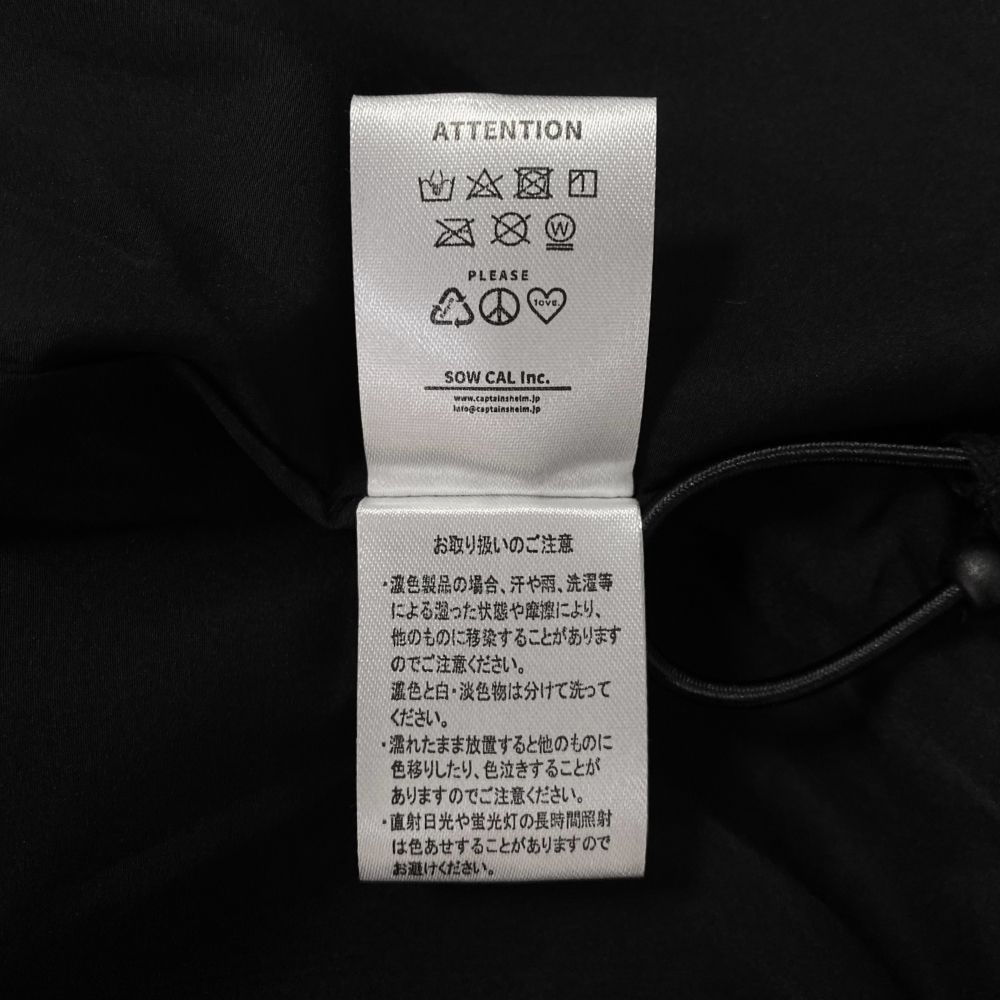 ATTENTION
W
PLEASE
love.
SOW CAL Inc.
www.captainshelm.jp
info@captainshelm.jp
お取り扱いのご注意
・濃色製品の場合、汗や雨、洗濯等
による湿った状態や摩擦により、
他のものに移染することがあります
のでご注意ください。
濃色と白・淡色物は分けて洗って
ください。
・濡れたまま放置すると他のものに
色移りしたり、色泣きすることが
ありますのでご注意ください。
・直射日光や蛍光灯の長時間照射
は色あせすることがありますので
お避けください。